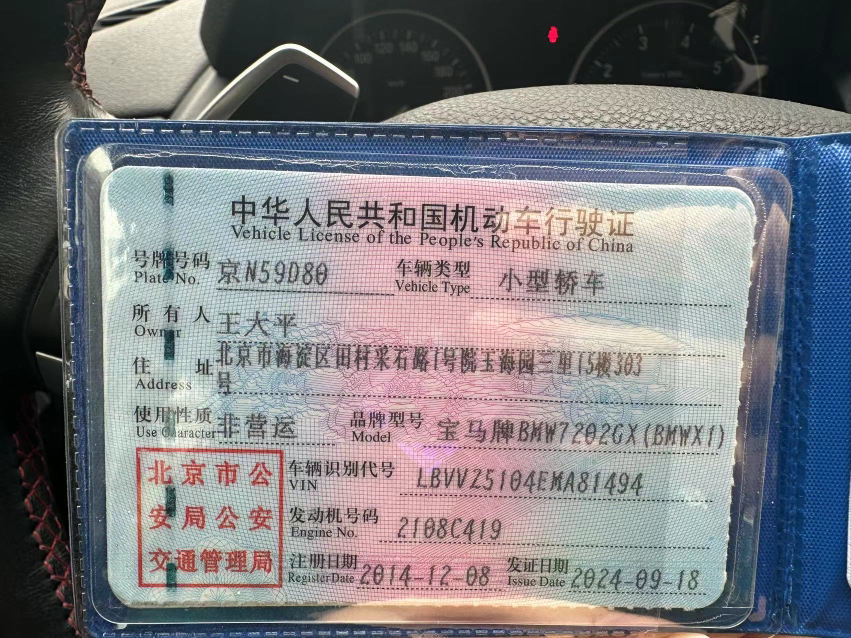 中华人民共和国机动车行驶证
Vehicle License of the People's Republic of China
号牌号码 京N59D80 车辆类型 小型轿车
Plate No. Vehicle Type
所有人 王大平
Owner
住址 北京市海淀区田村采石路1号院玉海园三里15楼303
Address 号
使用性质 非营运 品牌型号 宝马牌BMW7202GX(BMWX1)
Use Character Model
北京市公
安局公安
交通管理局
车辆识别代号 LBVVZ5104EMA81494
VIN
发动机号码 2108C419
Engine No.
注册日期 2014-12-08 发证日期 2024-09-18
Register Date Issue Date
100 120 140
160
2 3 4 5